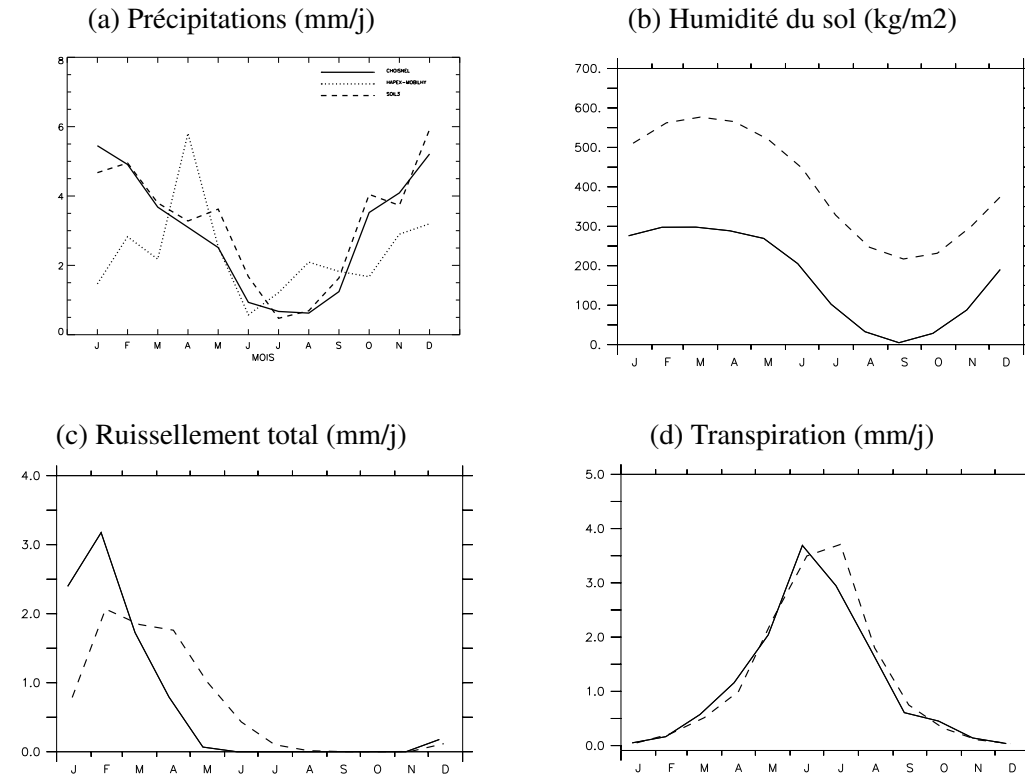 (a) Précipitations (mm/j)
8
6
4
2
0
CHOISNEL
HAPEX-MOBILHY
SOIL3
J F M A M J J A S O N D
MOIS
(b) Humidité du sol (kg/m2)
700.
600.
500.
400.
300.
200.
100.
0.
J F M A M J J A S O N D
(c) Ruissellement total (mm/j)
4.0
3.0
2.0
1.0
0.0
J F M A M J J A S O N D
(d) Transpiration (mm/j)
5.0
4.0
3.0
2.0
1.0
0.0
J F M A M J J A S O N D